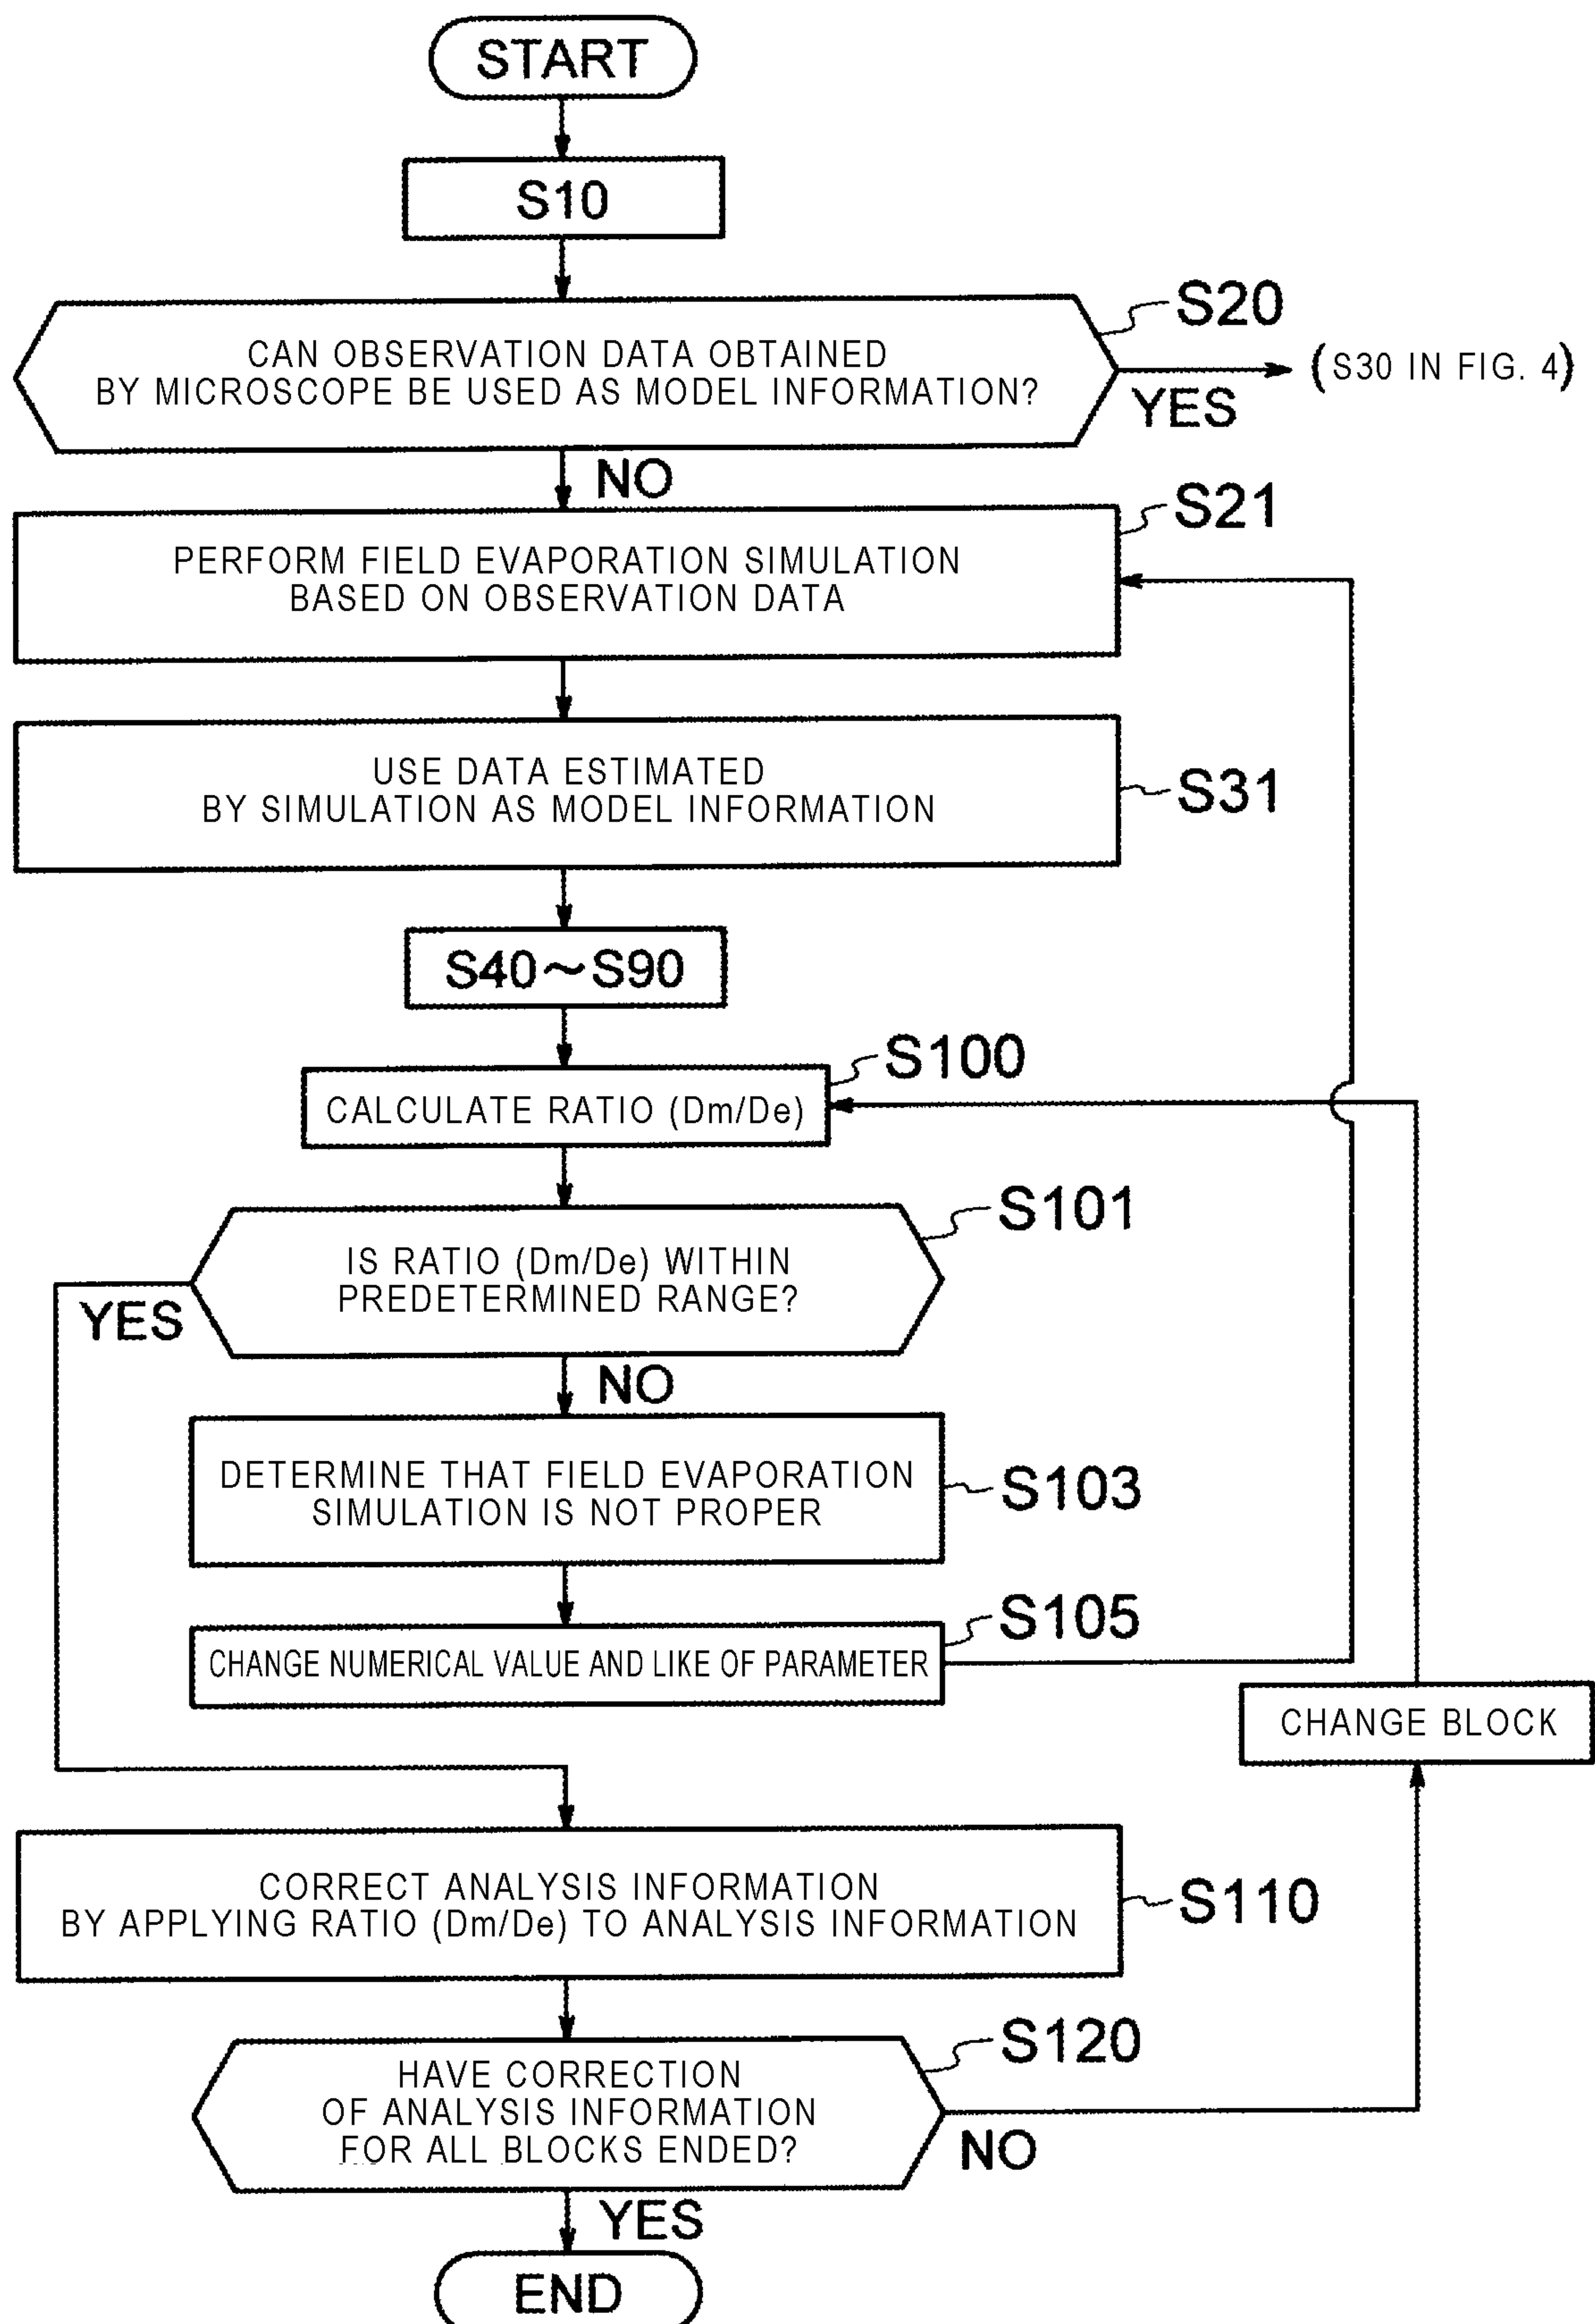 START
S10
S20
CAN OBSERVATION DATA OBTAINED
BY MICROSCOPE BE USED AS MODEL INFORMATION?
(S30 IN FIG. 4)
YES
NO
S21
PERFORM FIELD EVAPORATION SIMULATION
BASED ON OBSERVATION DATA
USE DATA ESTIMATED
BY SIMULATION AS MODEL INFORMATION
S31
S40~S90
S100
CALCULATE RATIO (Dm/De)
S101
IS RATIO (Dm/De) WITHIN
PREDETERMINED RANGE?
YES
NO
DETERMINE THAT FIELD EVAPORATION
SIMULATION IS NOT PROPER
S103
S105
CHANGE NUMERICAL VALUE AND LIKE OF PARAMETER
CHANGE BLOCK
CORRECT ANALYSIS INFORMATION
BY APPLYING RATIO (Dm/De) TO ANALYSIS INFORMATION
S110
S120
HAVE CORRECTION
OF ANALYSIS INFORMATION
FOR ALL BLOCKS ENDED?
NO
YES
END